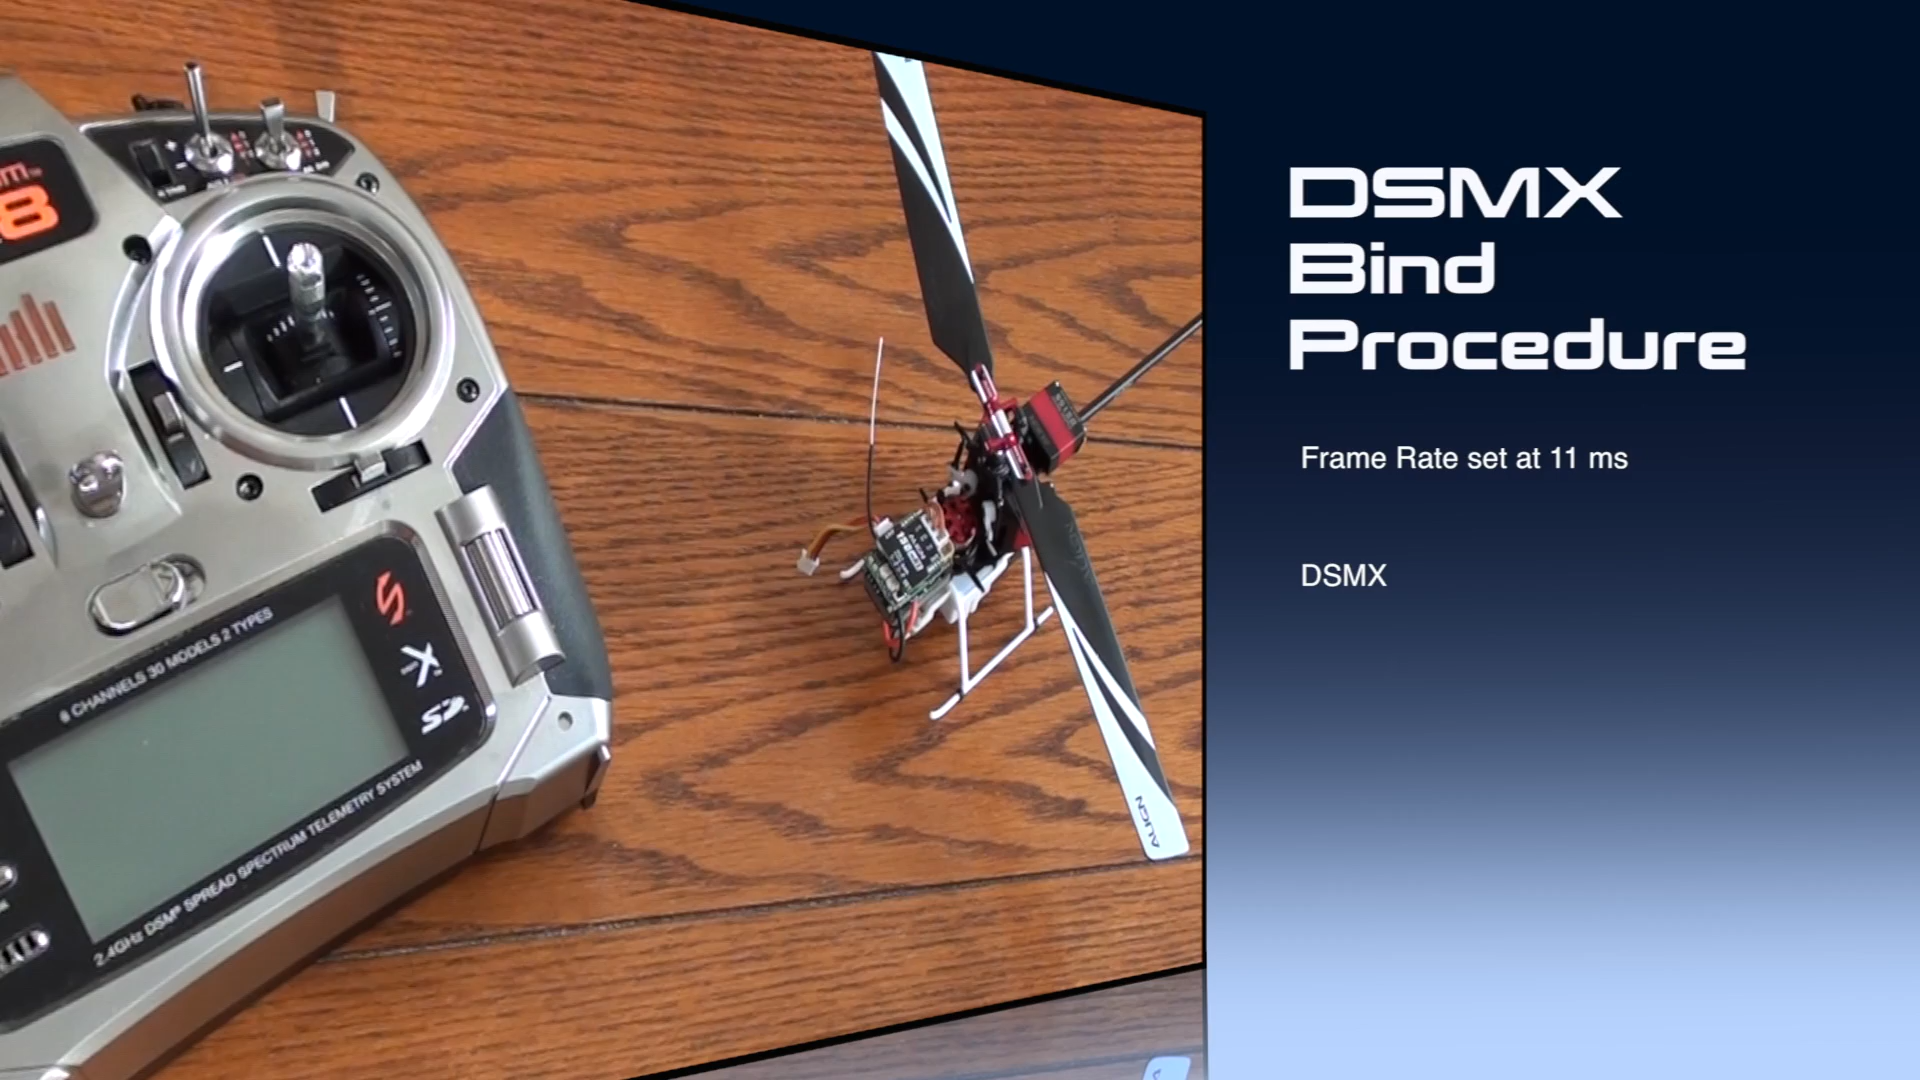 DSMX
Bind
Procedure
Frame Rate set at 11 ms
DSMX
8
8 CHANNELS 30 MODELS 2 TYPES
X
2.4GHz DSM® SPREAD SPECTRUM TELEMETRY SYSTEM
ALIGN